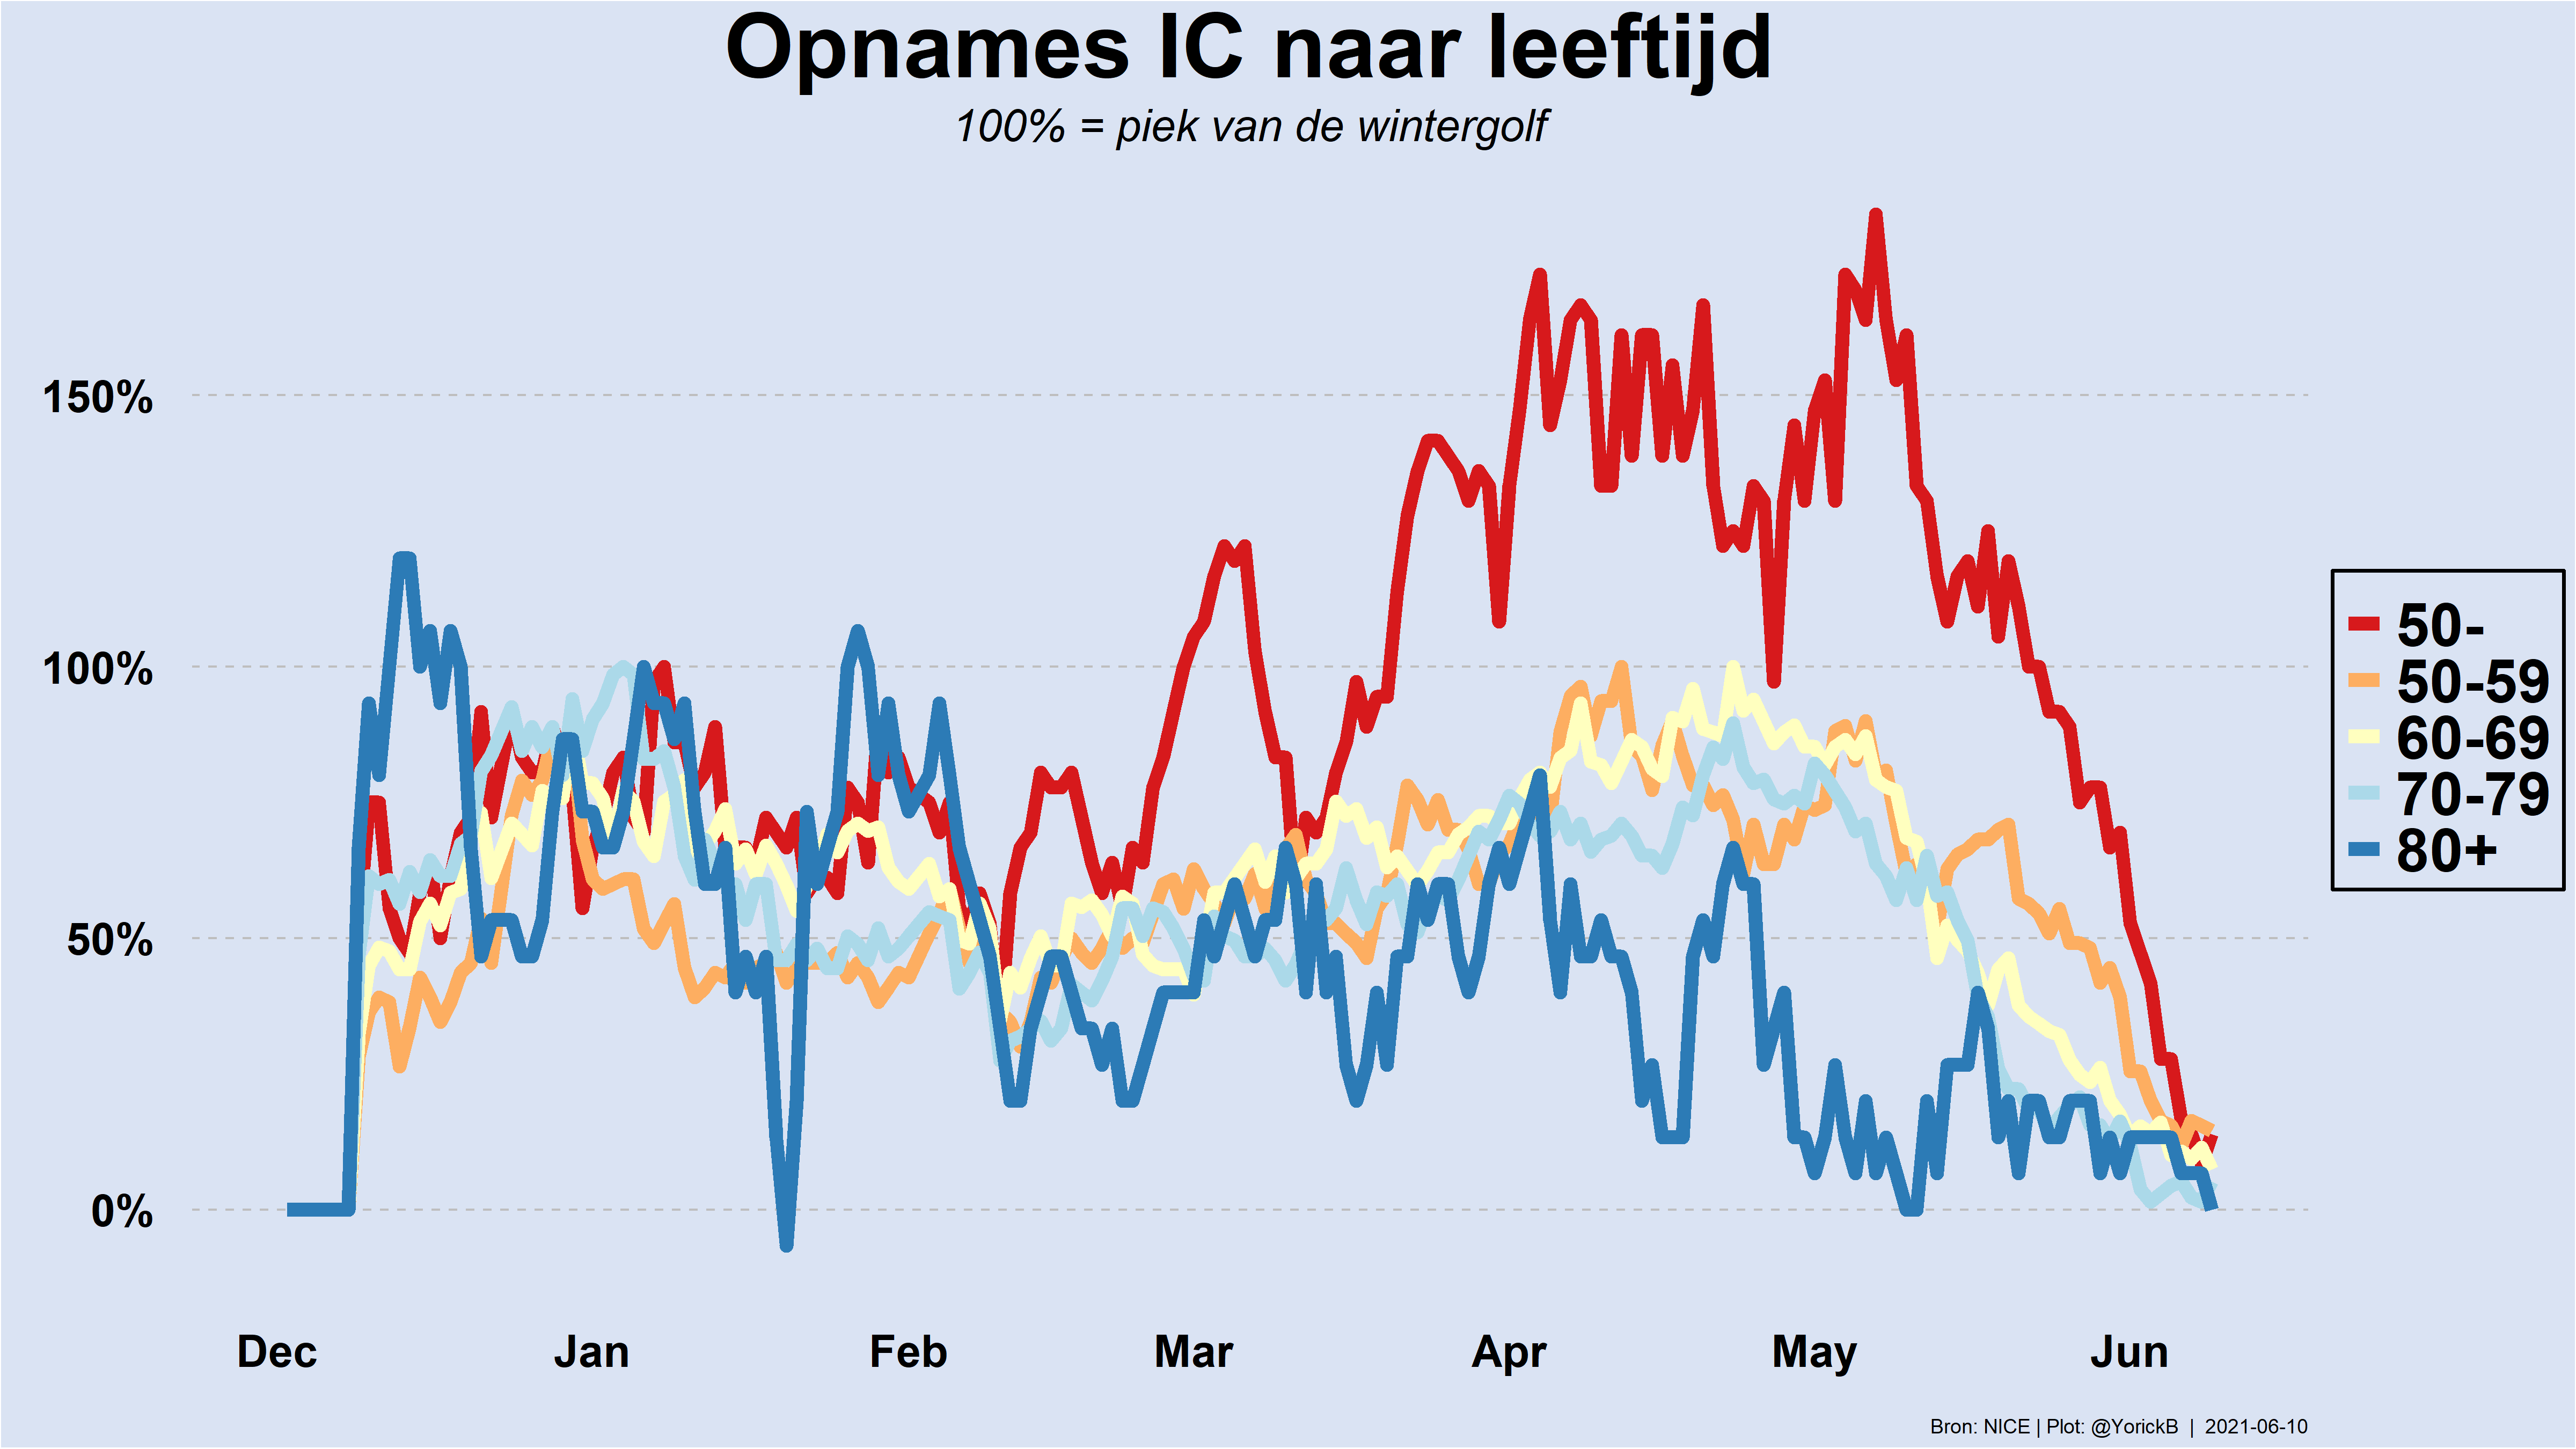 Opnames IC naar leeftijd
100% = piek van de wintergolf
150%
100%
50%
0%
50-
50-59
60-69
70-79
80+
Dec Jan Feb Mar Apr May Jun
Bron: NICE | Plot: @YorickB | 2021-06-10